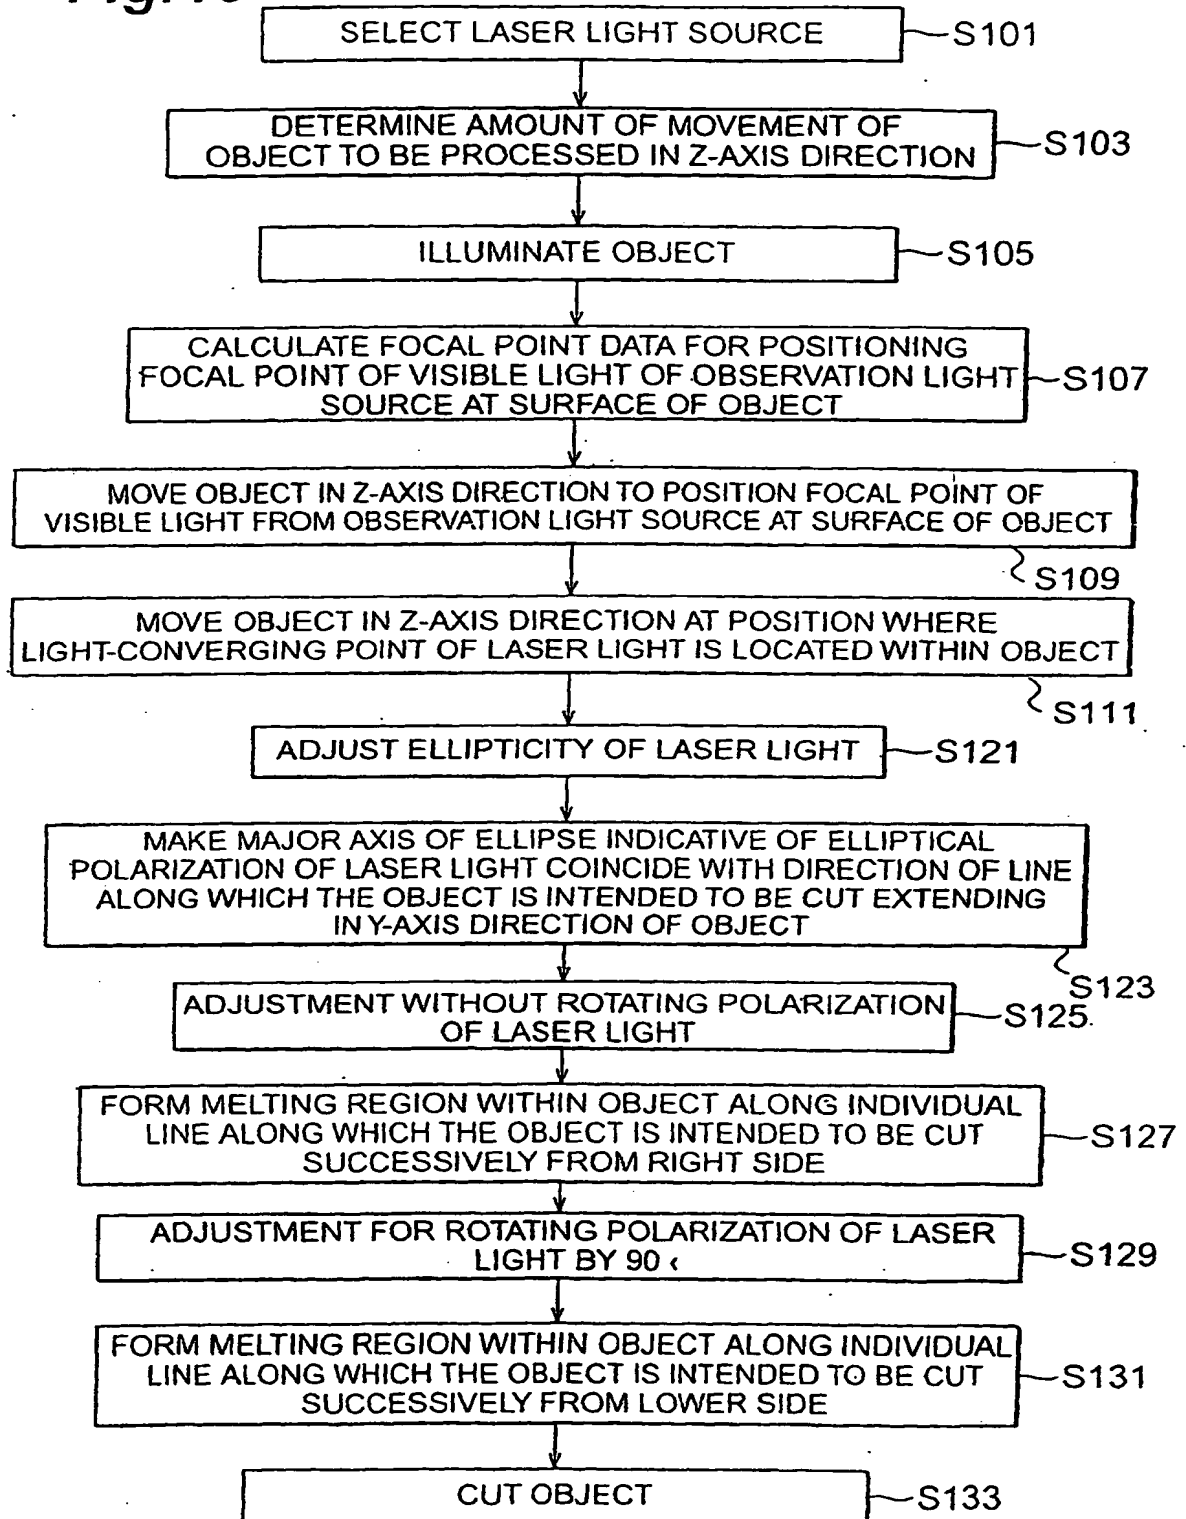 SELECT LASER LIGHT SOURCE
S101
DETERMINE AMOUNT OF MOVEMENT OF
OBJECT TO BE PROCESSED IN Z-AXIS DIRECTION
S103
ILLUMINATE OBJECT
S105
CALCULATE FOCAL POINT DATA FOR POSITIONING
FOCAL POINT OF VISIBLE LIGHT OF OBSERVATION LIGHT
SOURCE AT SURFACE OF OBJECT
S107
MOVE OBJECT IN Z-AXIS DIRECTION TO POSITION FOCAL POINT OF
VISIBLE LIGHT FROM OBSERVATION LIGHT SOURCE AT SURFACE OF OBJECT
S109
MOVE OBJECT IN Z-AXIS DIRECTION AT POSITION WHERE
LIGHT-CONVERGING POINT OF LASER LIGHT IS LOCATED WITHIN OBJECT
S111
ADJUST ELLIPTICITY OF LASER LIGHT
S121
MAKE MAJOR AXIS OF ELLIPSE INDICATIVE OF ELLIPTICAL
POLARIZATION OF LASER LIGHT COINCIDE WITH DIRECTION OF LINE
ALONG WHICH THE OBJECT IS INTENDED TO BE CUT EXTENDING
IN Y-AXIS DIRECTION OF OBJECT
S123
ADJUSTMENT WITHOUT ROTATING POLARIZATION
OF LASER LIGHT
S125
FORM MELTING REGION WITHIN OBJECT ALONG INDIVIDUAL
LINE ALONG WHICH THE OBJECT IS INTENDED TO BE CUT
SUCCESSIVELY FROM RIGHT SIDE
S127
ADJUSTMENT FOR ROTATING POLARIZATION OF LASER
LIGHT BY 90
S129
FORM MELTING REGION WITHIN OBJECT ALONG INDIVIDUAL
LINE ALONG WHICH THE OBJECT IS INTENDED TO BE CUT
SUCCESSIVELY FROM LOWER SIDE
S131
CUT OBJECT
S133